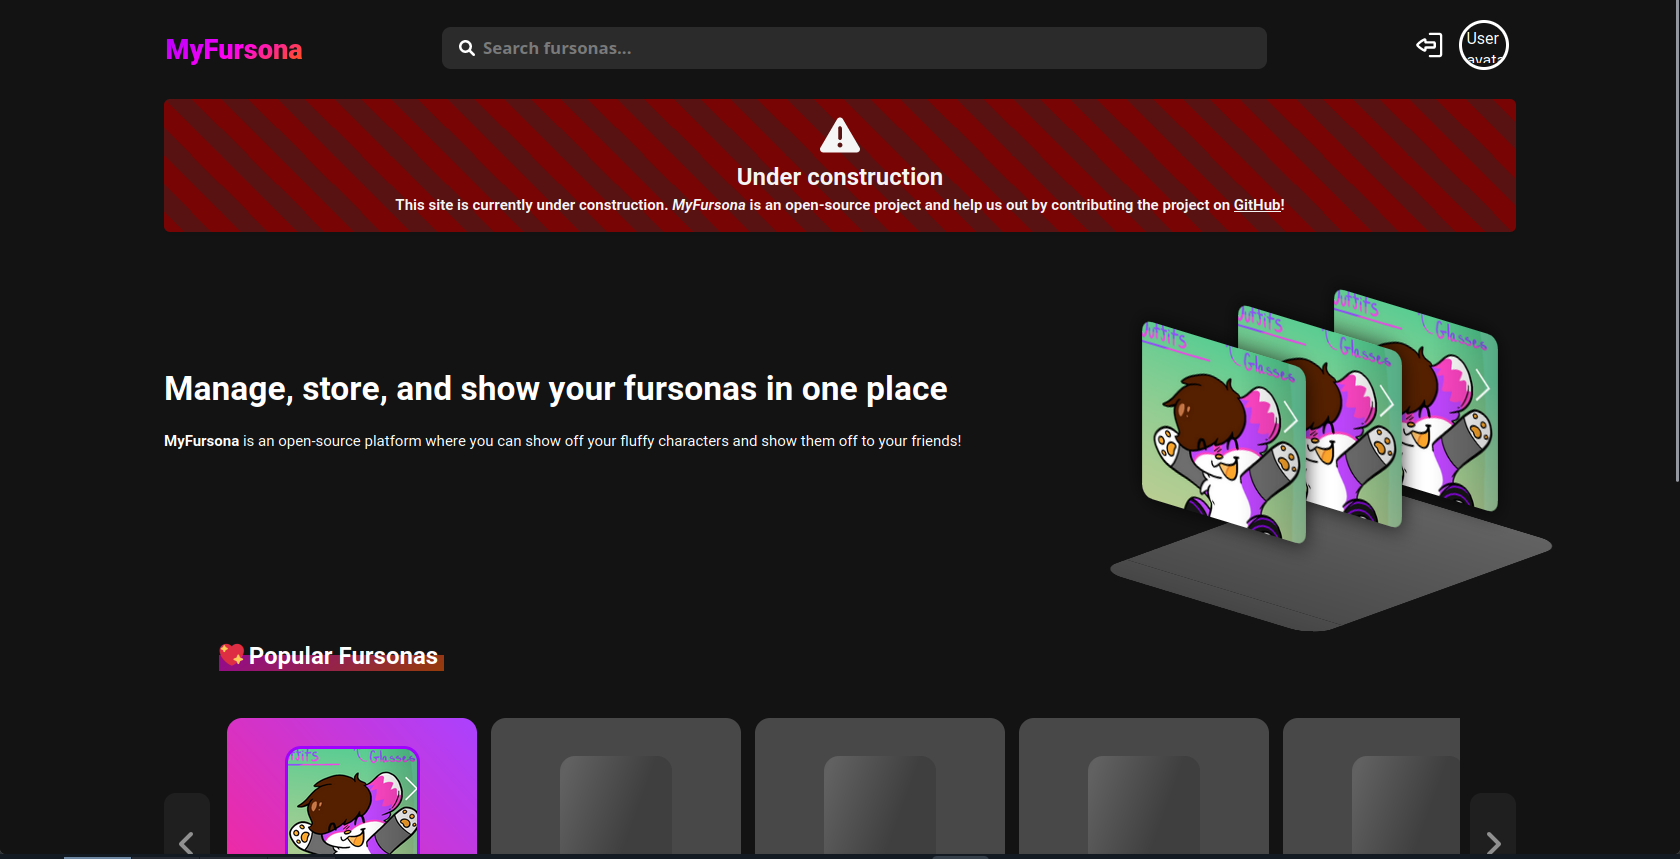 MyFursona
Search fursonas...
User
avata
Under construction
This site is currently under construction. MyFursona is an open-source project and help us out by contributing the project on GitHub!
Manage, store, and show your fursonas in one place
MyFursona is an open-source platform where you can show off your fluffy characters and show them off to your friends!
Outfits
Glasses
Outfits
Glasses
Outfits
Glasses
💖 Popular Fursonas
tfits
Glasses